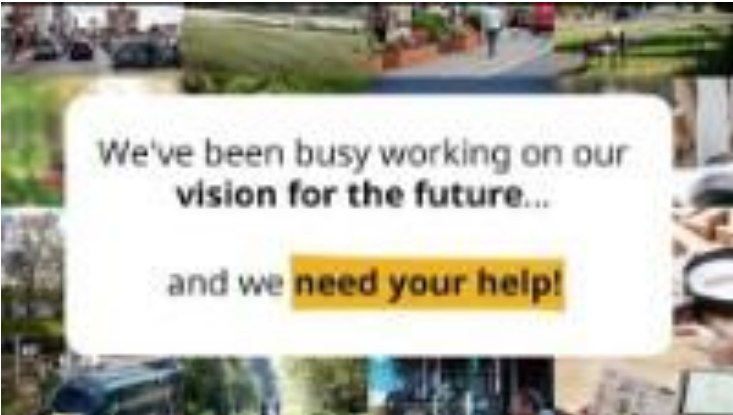 We've been busy working on our
vision for the future...
and we need your help!